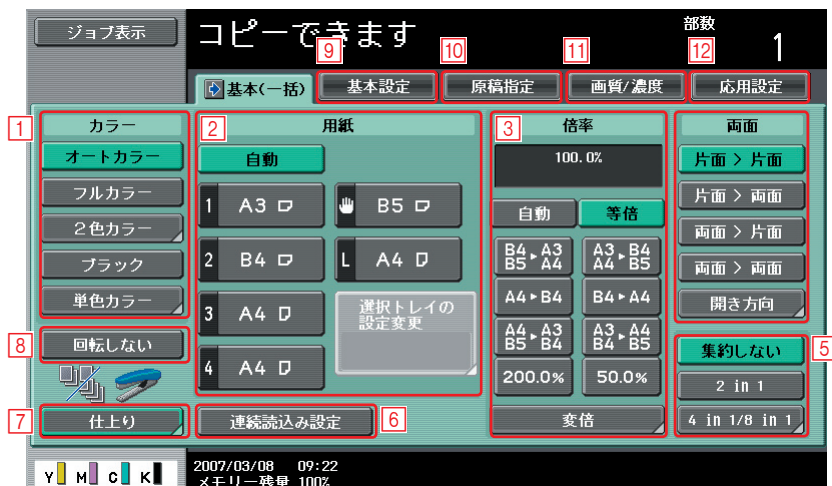 ジョブ表示
コピーできます
部数
1
9
10
11
12
基本(一括)
基本設定
原稿指定
画質/濃度
応用設定
1
カラー
オートカラー
フルカラー
2色カラー
ブラック
単色カラー
8
回転しない
7
仕上り
2
用紙
自動
1 A3
B5
2 B4
L A4
3 A4
選択トレイの
設定変更
4 A4
連続読込み設定
6
3
倍率
100.0%
自動
等倍
B4▶A3
B5▶A4
A3▶B4
A4▶B5
A4▶B4
B4▶A4
A4▶A3
B5▶B4
A3▶A4
B4▶B5
200.0%
50.0%
変倍
両面
片面 > 片面
片面 > 両面
両面 > 片面
両面 > 両面
開き方向
5
集約しない
2 in 1
4 in 1/8 in 1
Y M C K
2007/03/08 09:22
メモリー残量 100%